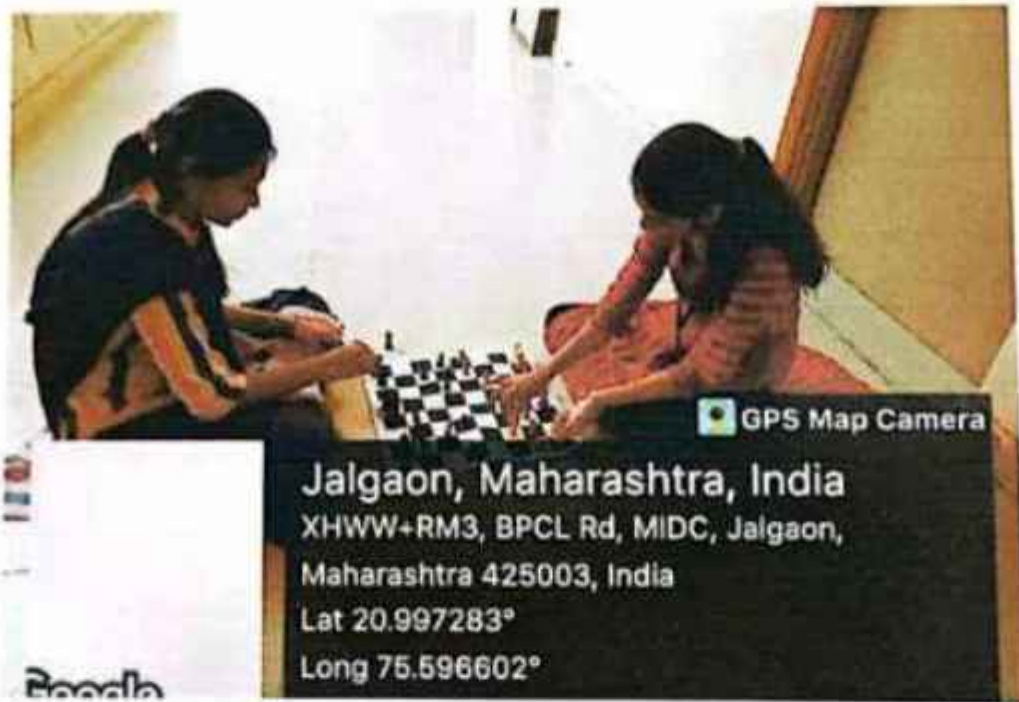 GPS Map Camera
Jalgaon, Maharashtra, India
XHWW+RM3, BPCL Rd, MIDC, Jalgaon,
Maharashtra 425003, India
Lat 20.997283°
Long 75.596602°
Google